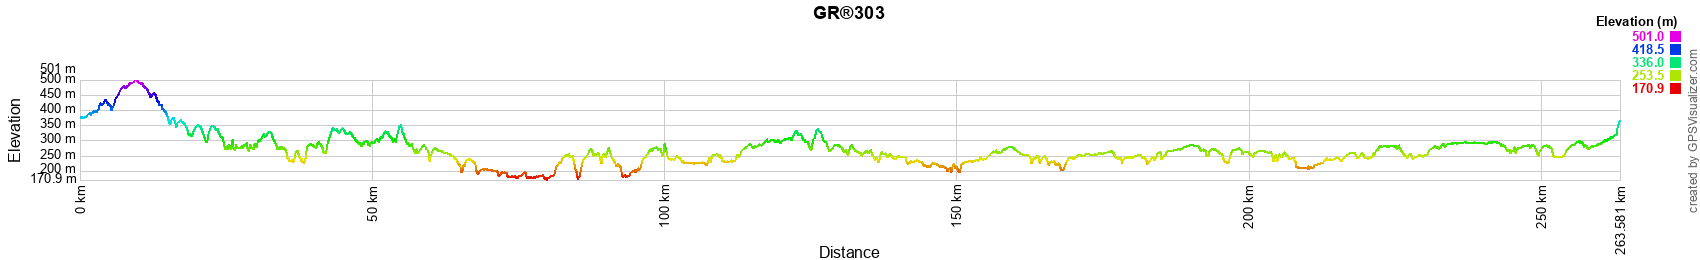 GR®303
Elevation (m)
501.0
418.5
336.0
253.5
170.9
501 m
500 m
450 m
400 m
350 m
300 m
250 m
200 m
170.9 m
Elevation
0 km
50 km
100 km
150 km
200 km
250 km
263.581 km
Distance
created by GPSVisualizer.com